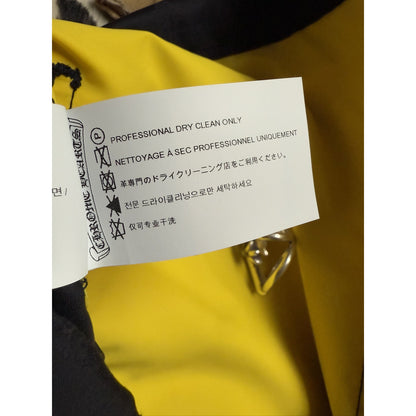 CHROME HEARTS
Ⓟ PROFESSIONAL DRY CLEAN ONLY
NETTOYAGE À SEC PROFESSIONNEL UNIQUEMENT
革専門のドライクリーニング店をご利用ください。
전문 드라이클리닝으로만 세탁하세요
仅可专业干洗
면 /